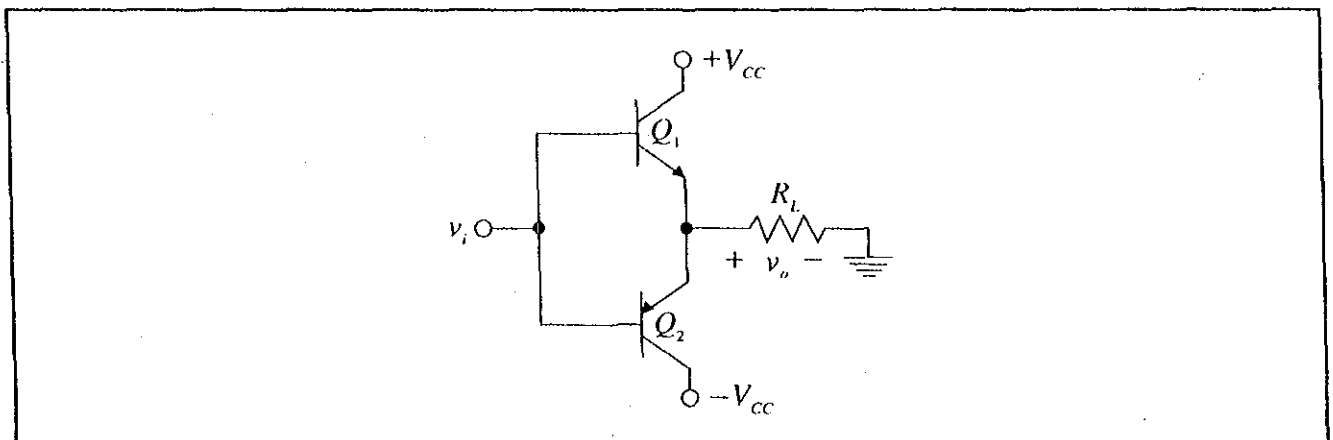 +V_CC
Q_1
v_i
R_L
+ v_o −
Q_2
−V_CC